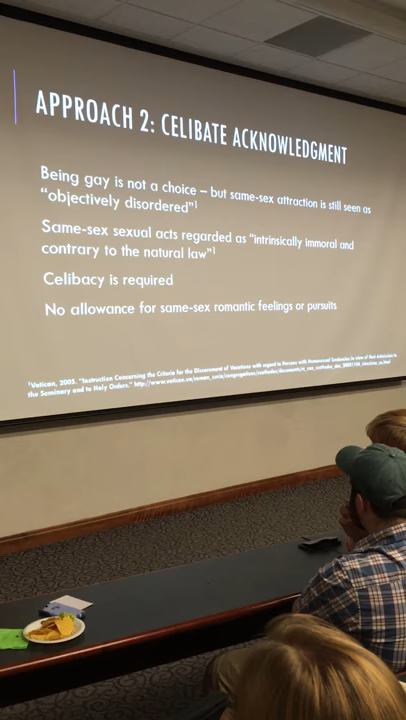 APPROACH 2: CELIBATE ACKNOWLEDGMENT
Being gay is not a choice – but same-sex attraction is still seen as
“objectively disordered”¹
Same-sex sexual acts regarded as “intrinsically immoral and
contrary to the natural law”¹
Celibacy is required
No allowance for same-sex romantic feelings or pursuits
¹Vatican, 2005. "Instruction Concerning the Criteria for the Discernment of Vocations with regard to Persons with Homosexual Tendencies in view of their Admission to
the Seminary and to Holy Orders."